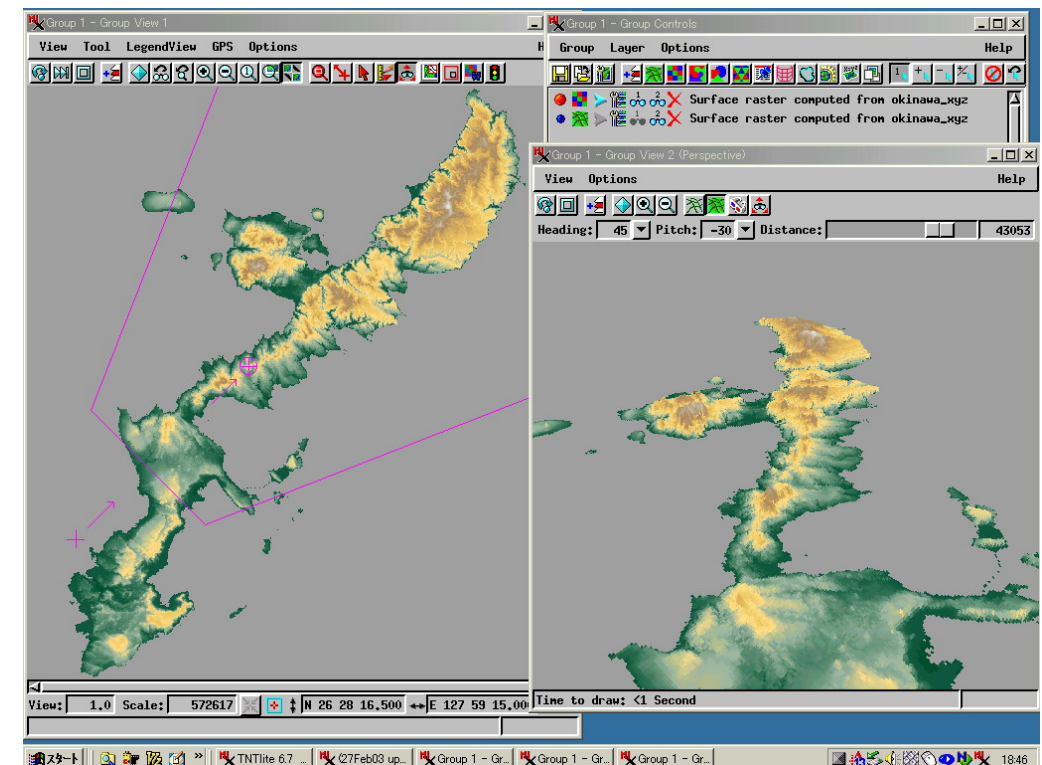 Group 1 - Group View 1
View Tool LegendView GPS Options H
View: 1.0 Scale: 572617 N 26 28 16.500 E 127 59 15.00
Group 1 - Group Controls
Group Layer Options Help
1 2 Surface raster computed from okinawa_xyz
1 2 Surface raster computed from okinawa_xyz
Group 1 - Group View 2 (Perspective)
View Options Help
Heading: 45 Pitch: -30 Distance: 43053
Time to draw: <1 Second
スタート
TNTlite 6.7 ...
(27Feb03 up...
Group 1 - Gr...
Group 1 - Gr...
Group 1 - Gr...
18:46